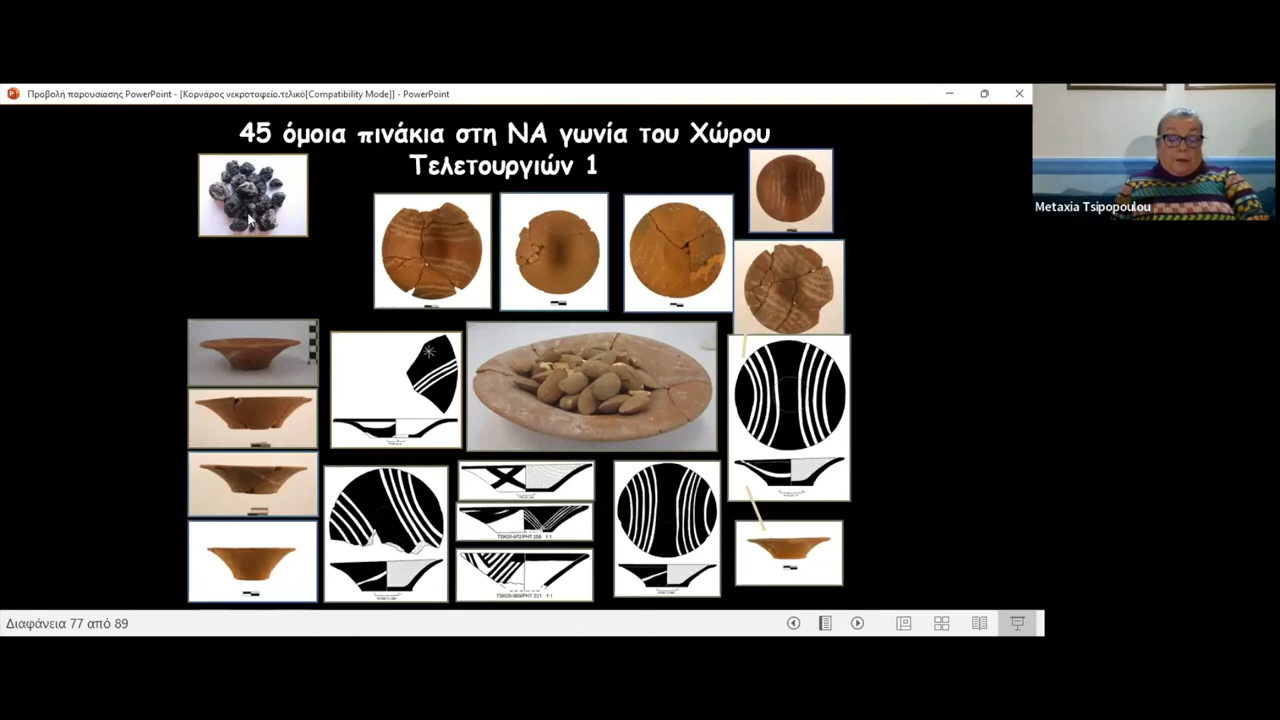 Προβολή παρουσίασης PowerPoint - [Κορνάρος νεκροταφείο.τελικό[Compatibility Mode]] - PowerPoint
45 όμοια πινάκια στη ΝΑ γωνία του Χώρου
Τελετουργιών 1
Metaxia Tsipopoulou
Διαφάνεια 77 από 89